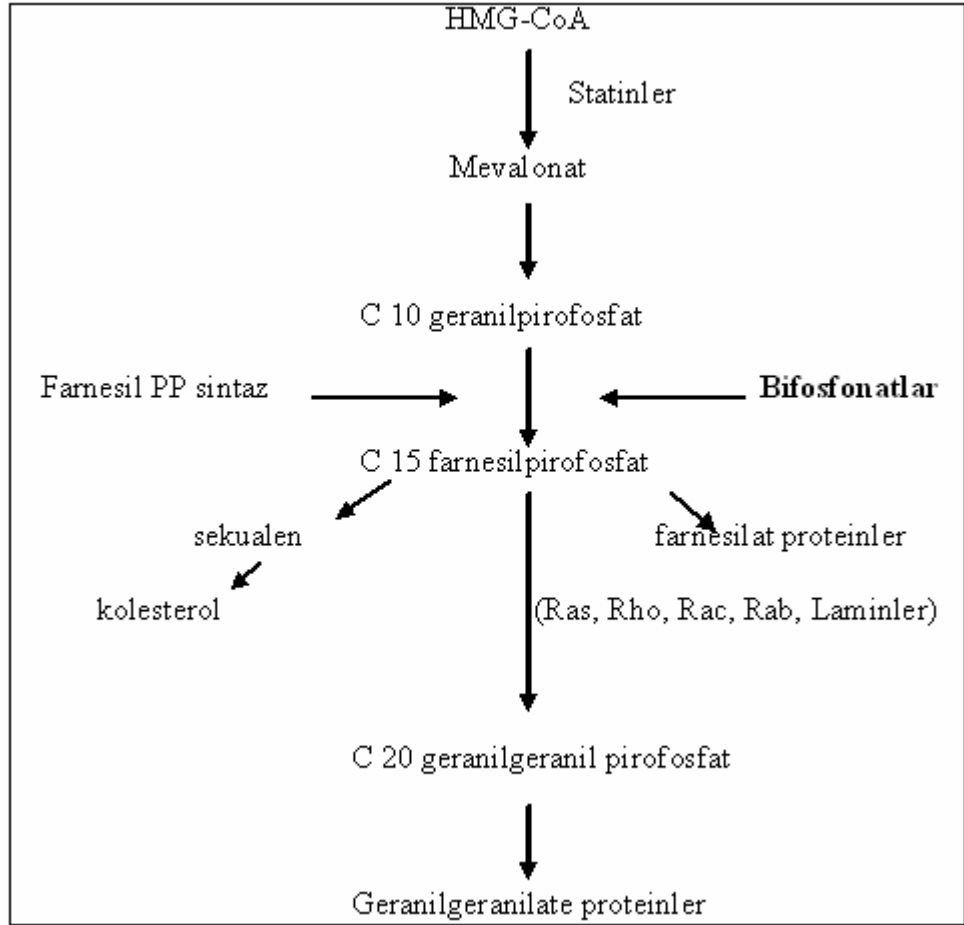 HMG-CoA
Statinler
Mevalonat
C 10 geranilpirofosfat
Farnesil PP sintaz
Bifosfonatlar
C 15 farnesilpirofosfat
sekualen
farnesilat proteinler
kolesterol
(Ras, Rho, Rac, Rab, Laminler)
C 20 geranilgeranil pirofosfat
Geranilgeranilate proteinler